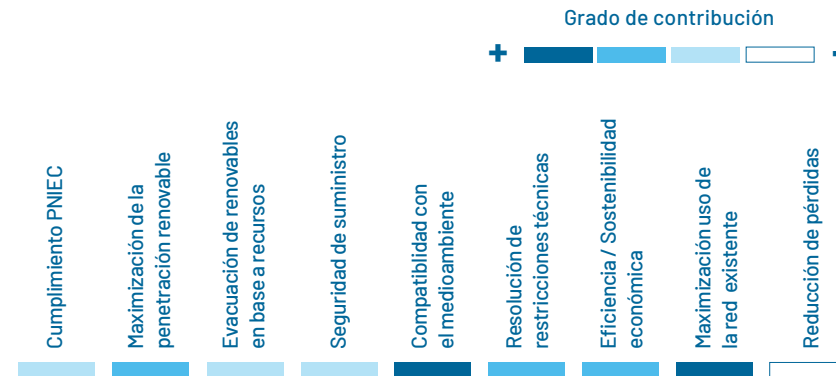 Grado de contribución
+
Cumplimiento PNIEC
Maximización de la
penetración renovable
Evacuación de renovables
en base a recursos
Seguridad de suministro
Compatiblidad con
el medioambiente
Resolución de
restricciones técnicas
Eficiencia / Sostenibilidad
económica
Maximización uso de
la red existente
Reducción de pérdidas